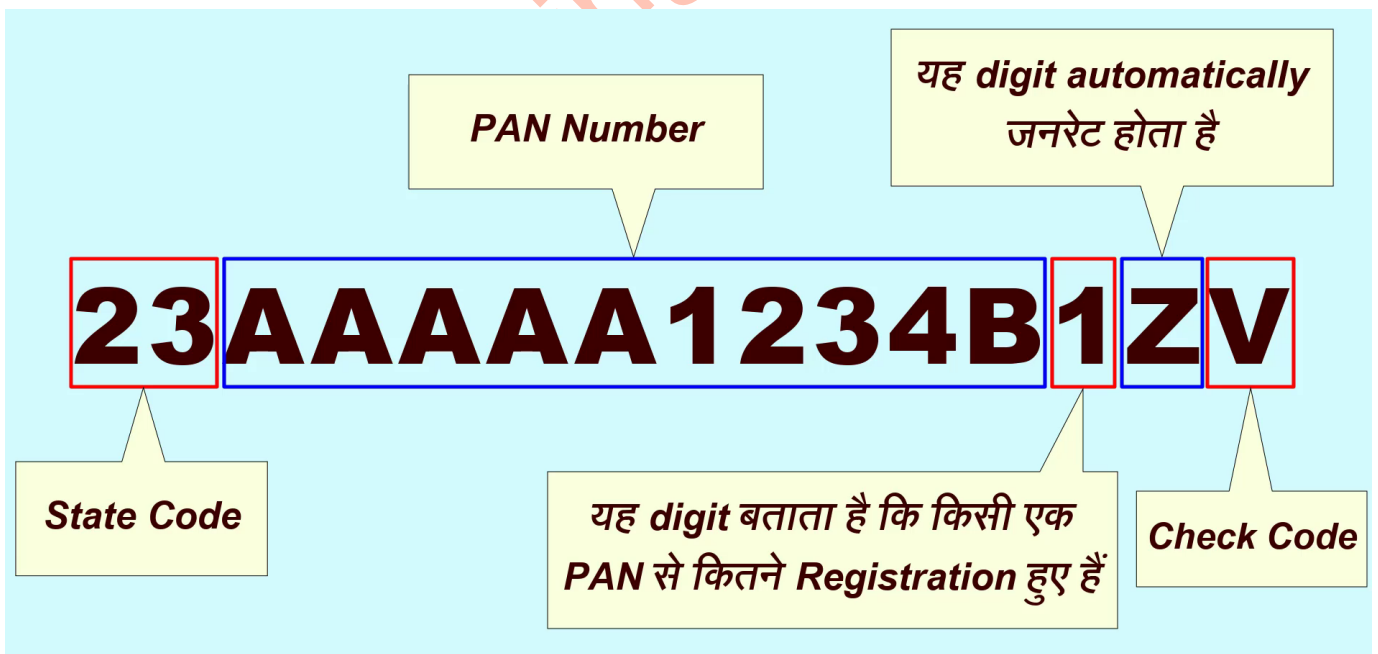 PAN Number
यह digit automatically
जनरेट होता है
23AAAAA1234B1ZV
State Code
यह digit बताता है कि किसी एक
PAN से कितने Registration हुए हैं
Check Code